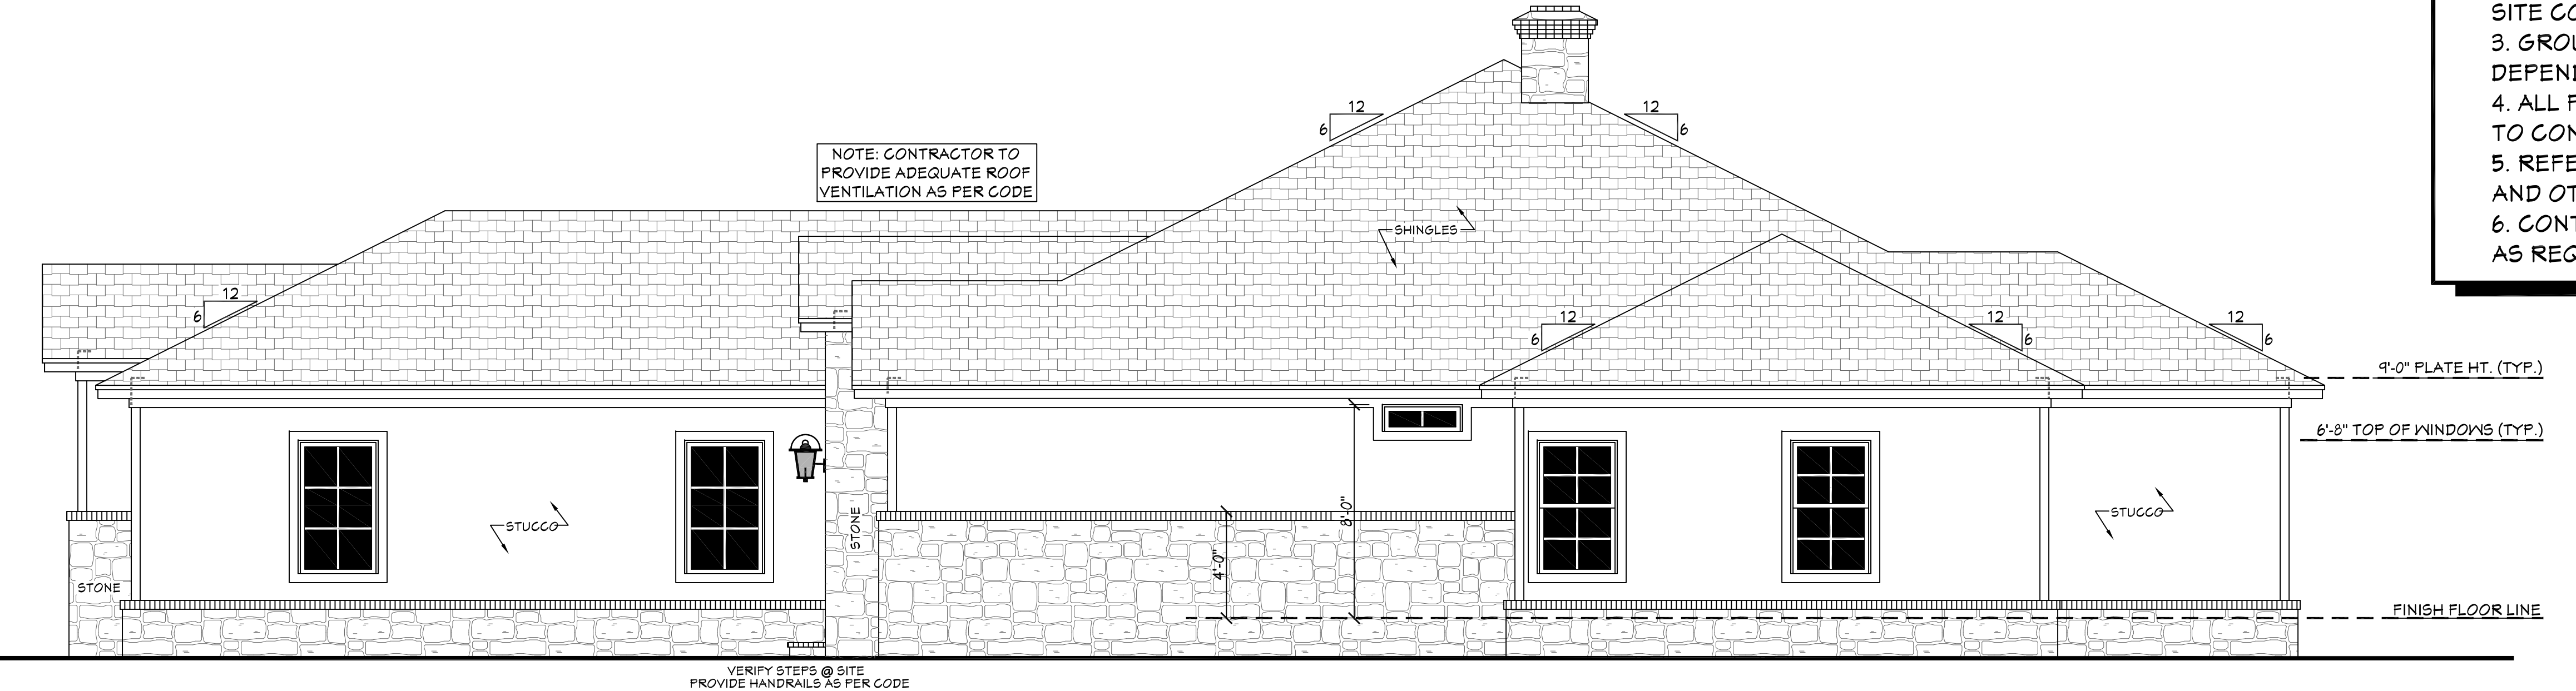 SITE CO
3. GROU
DEPEND
4. ALL F
TO CON
5. REFE
AND OT
6. CONT
AS REQ
12
6
12
6
NOTE: CONTRACTOR TO
PROVIDE ADEQUATE ROOF
VENTILATION AS PER CODE
SHINGLES
12
6
12
6
12
6
12
6
9'-0" PLATE HT. (TYP.)
6'-8" TOP OF WINDOWS (TYP.)
STUCCO
STONE
8'-0"
4'-0"
STUCCO
STONE
FINISH FLOOR LINE
VERIFY STEPS @ SITE
PROVIDE HANDRAILS AS PER CODE